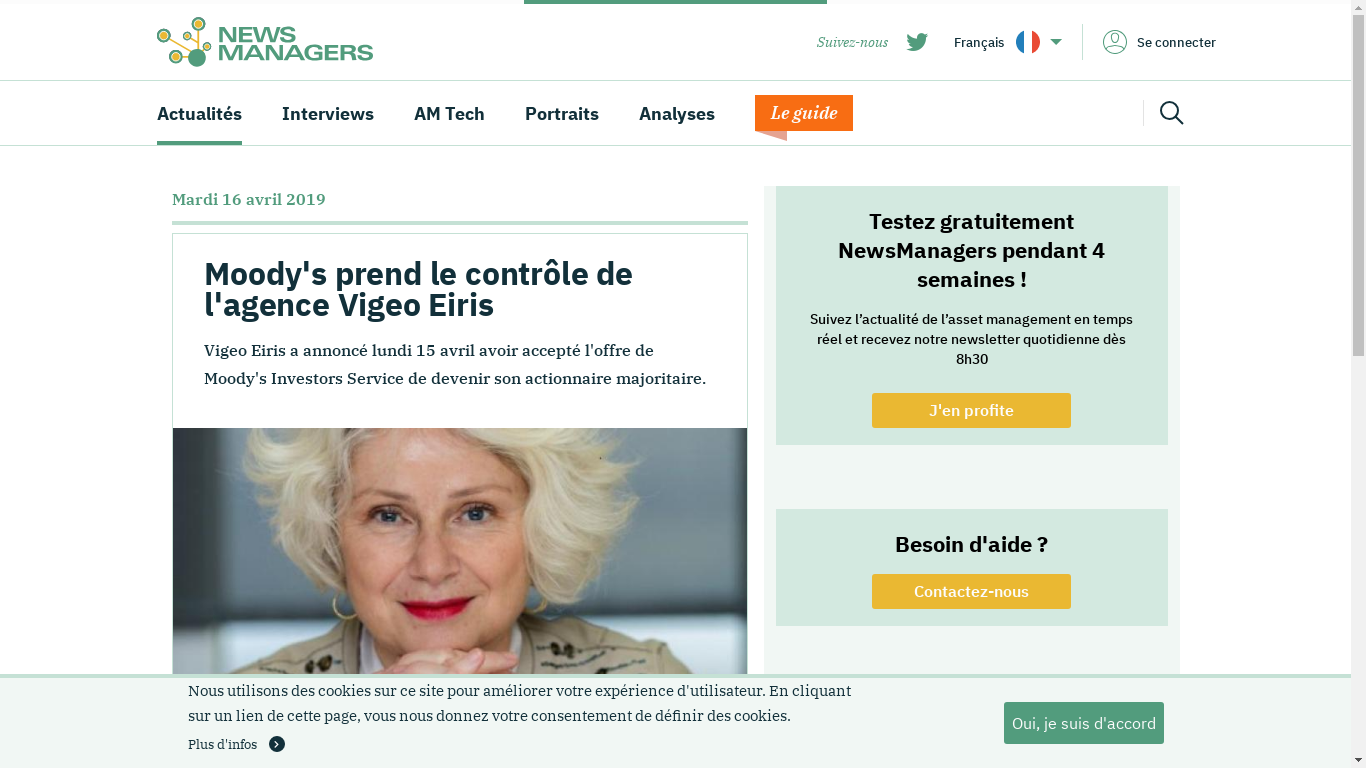 NEWS
MANAGERS
Suivez-nous
Français
Se connecter
Actualités
Interviews
AM Tech
Portraits
Analyses
Le guide
Mardi 16 avril 2019
Moody's prend le contrôle de
l'agence Vigeo Eiris
Vigeo Eiris a annoncé lundi 15 avril avoir accepté l'offre de
Moody's Investors Service de devenir son actionnaire majoritaire.
Testez gratuitement
NewsManagers pendant 4
semaines !
Suivez l’actualité de l’asset management en temps
réel et recevez notre newsletter quotidienne dès
8h30
J'en profite
Besoin d'aide ?
Contactez-nous
Nous utilisons des cookies sur ce site pour améliorer votre expérience d'utilisateur. En cliquant
sur un lien de cette page, vous nous donnez votre consentement de définir des cookies.
Plus d'infos
Oui, je suis d'accord